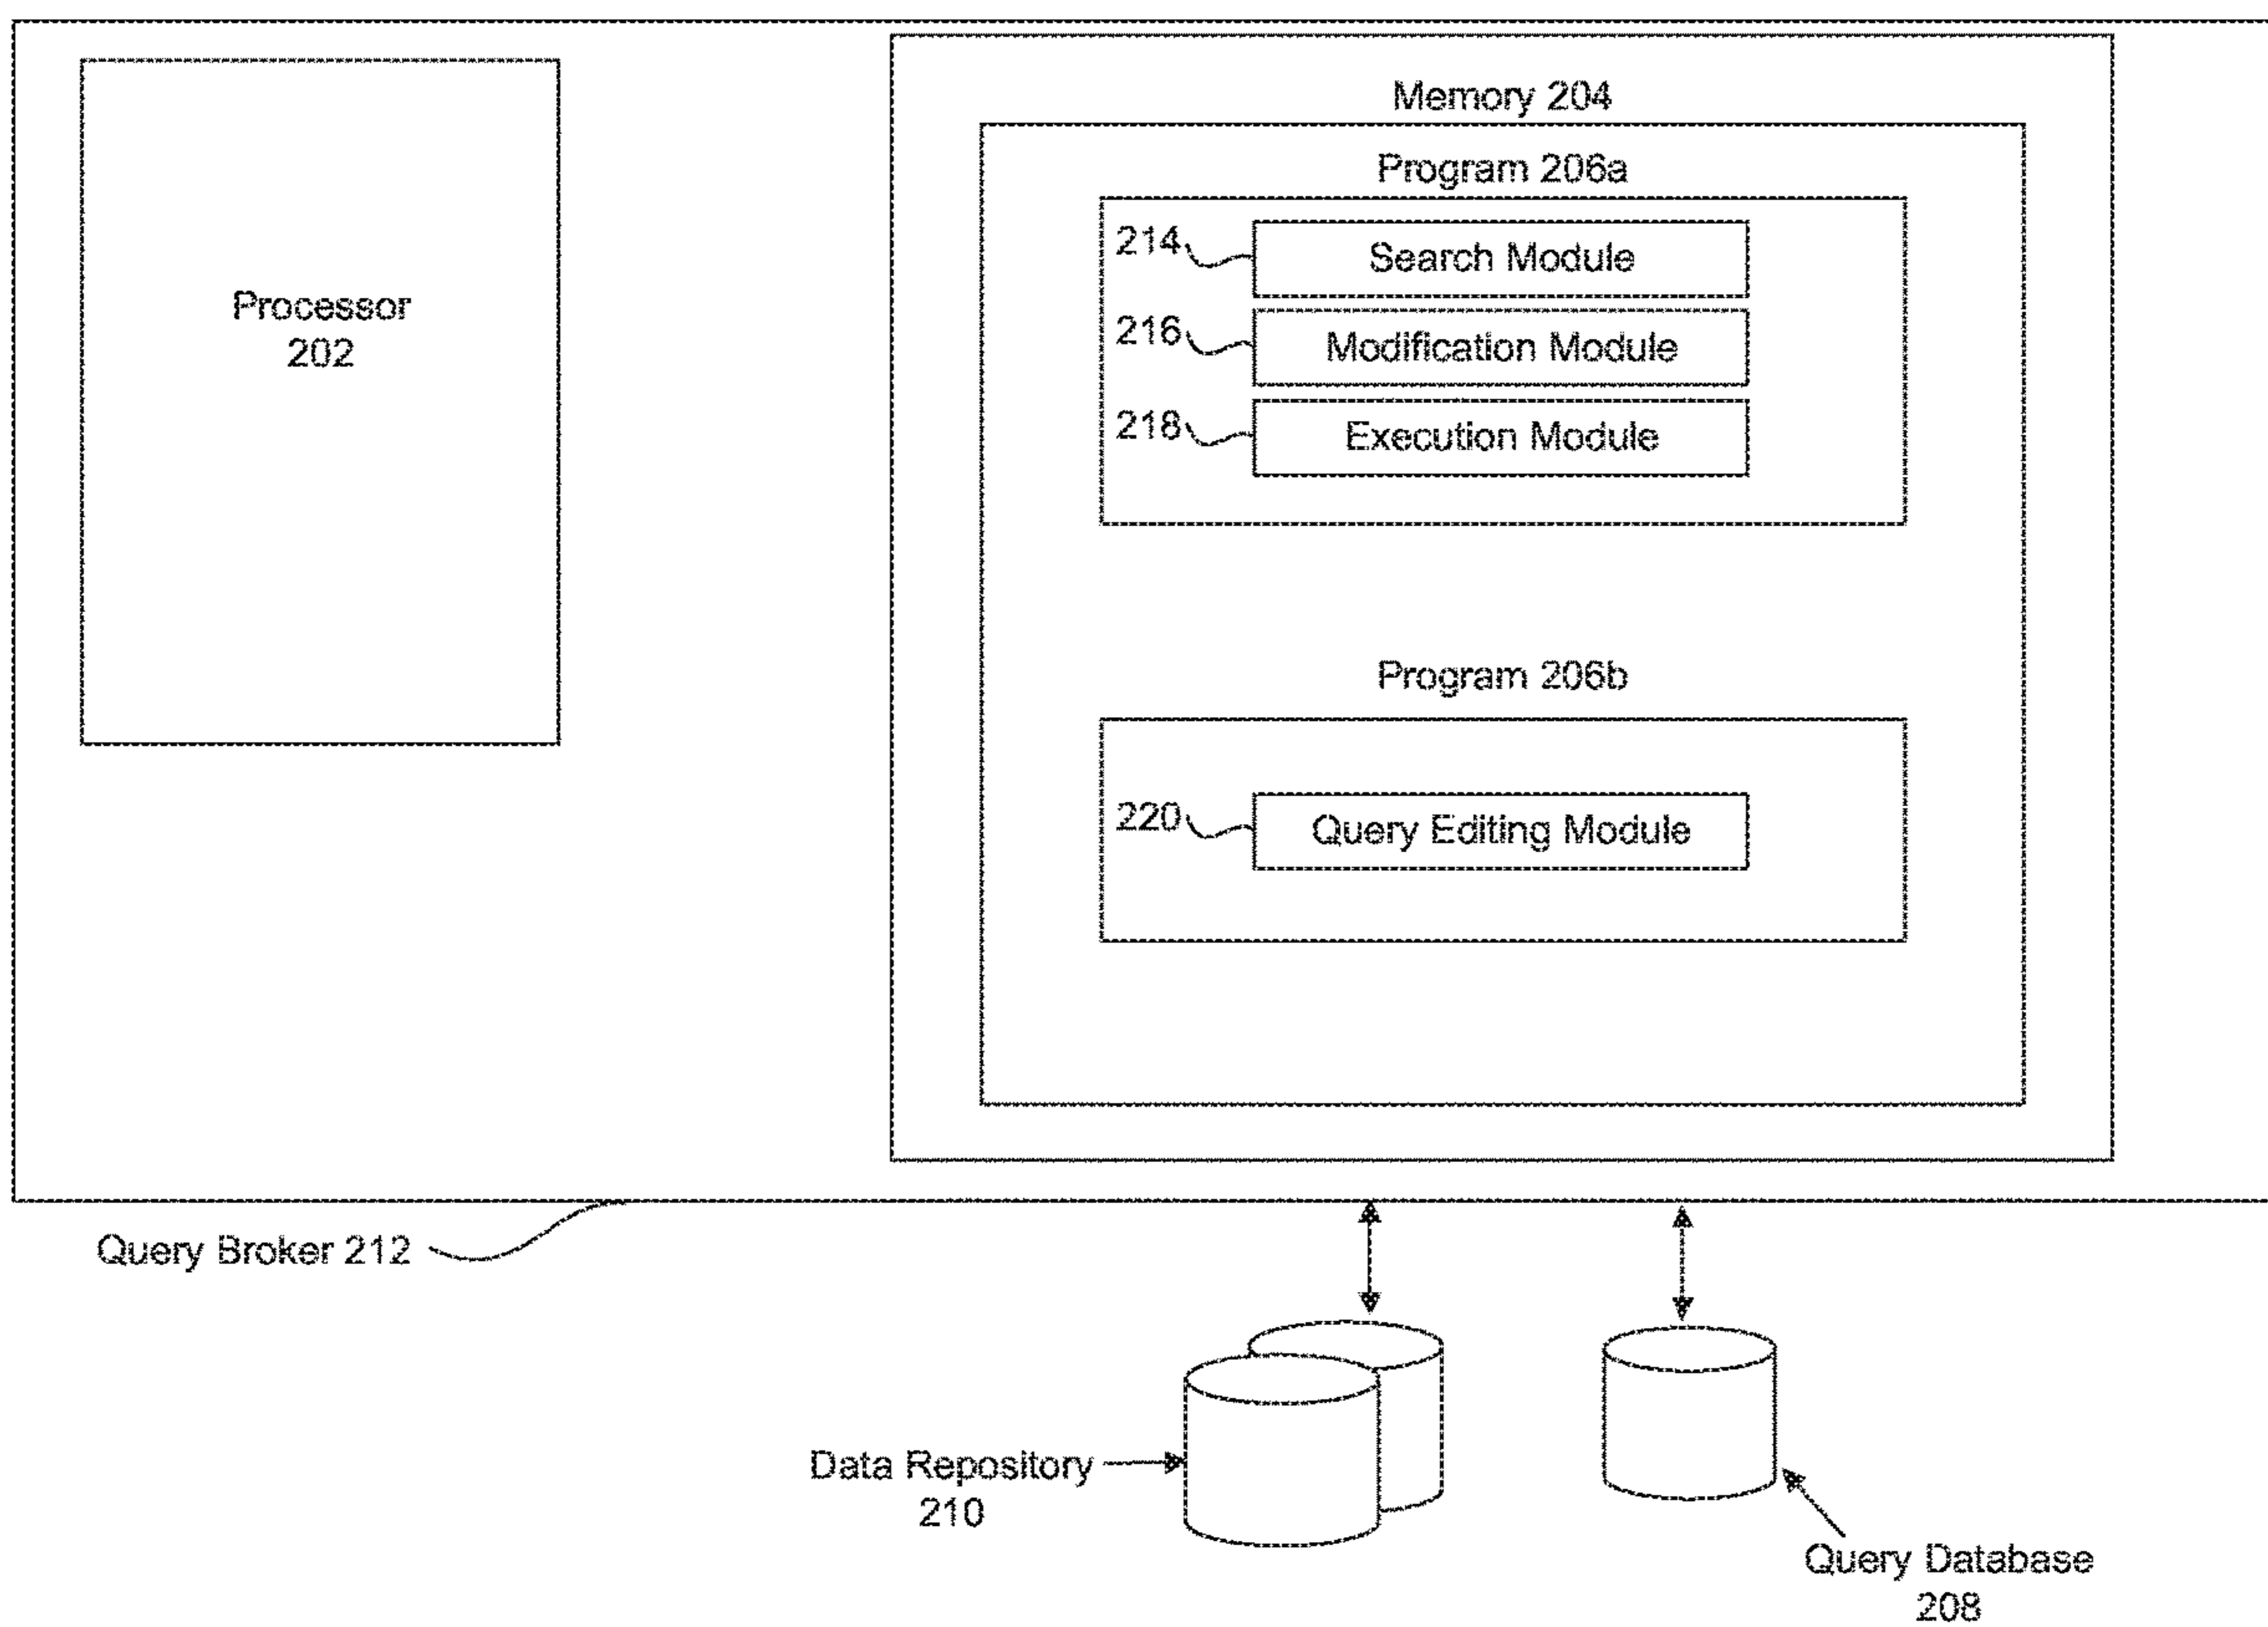 Memory 204
Program 206a
Processor
202
214
Search Module
216
Modification Module
218
Execution Module
Program 206b
220
Query Editing Module
Query Broker 212
Data Repository
210
Query Database
208